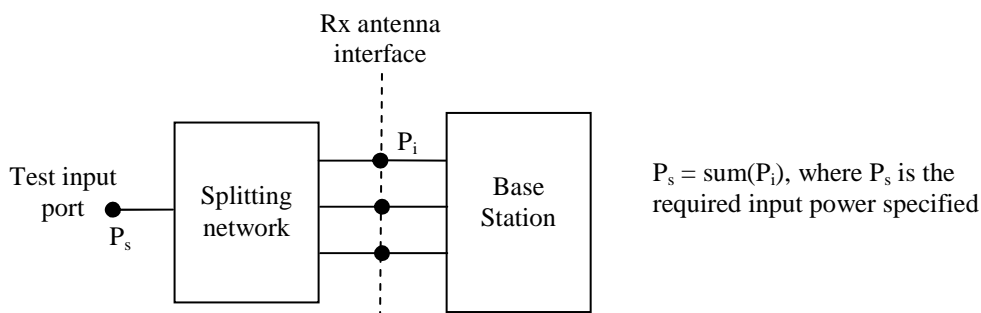 Rx antenna
interface
P_i
Test input
port
P_s
Splitting
network
Base
Station
P_s = sum(P_i), where P_s is the
required input power specified